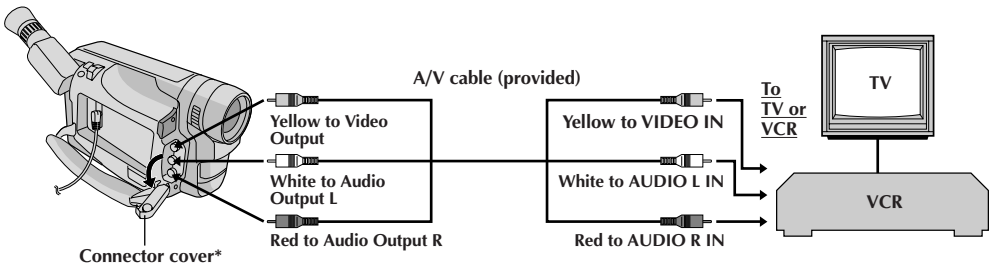 A/V cable (provided)
Yellow to Video
Output
White to Audio
Output L
Red to Audio Output R
Connector cover*
Yellow to VIDEO IN
White to AUDIO L IN
Red to AUDIO R IN
To
TV or
VCR
TV
VCR